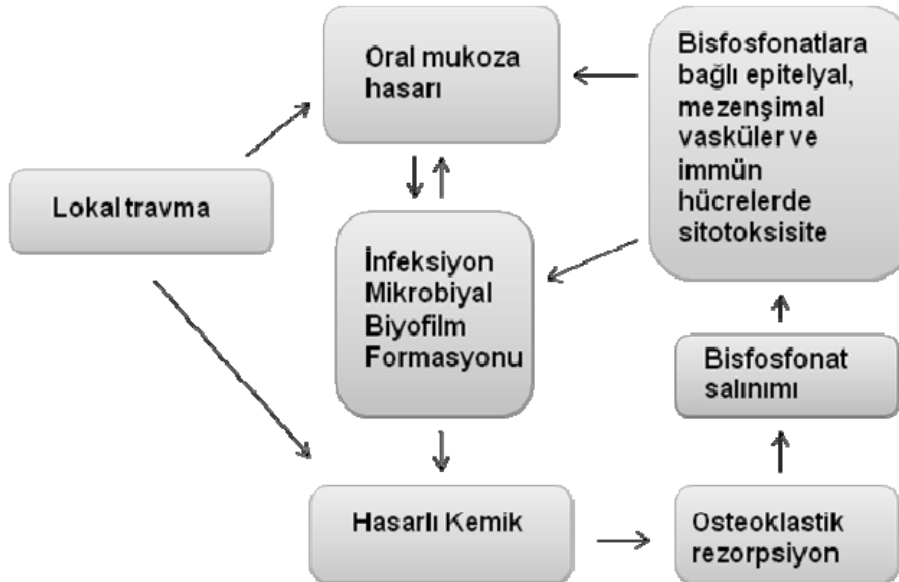 Oral mukoza
hasarı
Bisfosfonatlara
bağlı epitelyal,
mezenşimal
vasküler ve
immün
hücrelerde
sitotoksisite
Lokal travma
İnfeksiyon
Mikrobiyal
Biyofilm
Formasyonu
Bisfosfonat
salınımı
Hasarlı Kemik
Osteoklastik
rezorpsiyon